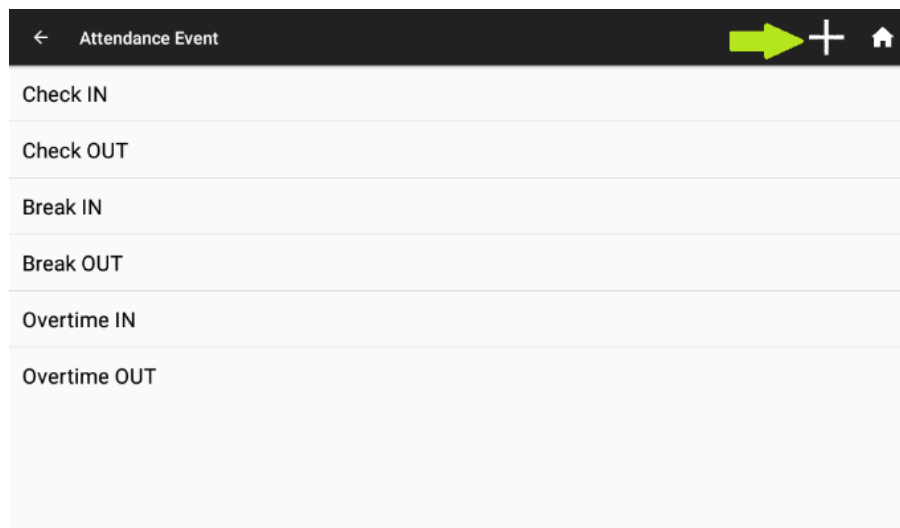 Attendance Event
Check IN
Check OUT
Break IN
Break OUT
Overtime IN
Overtime OUT